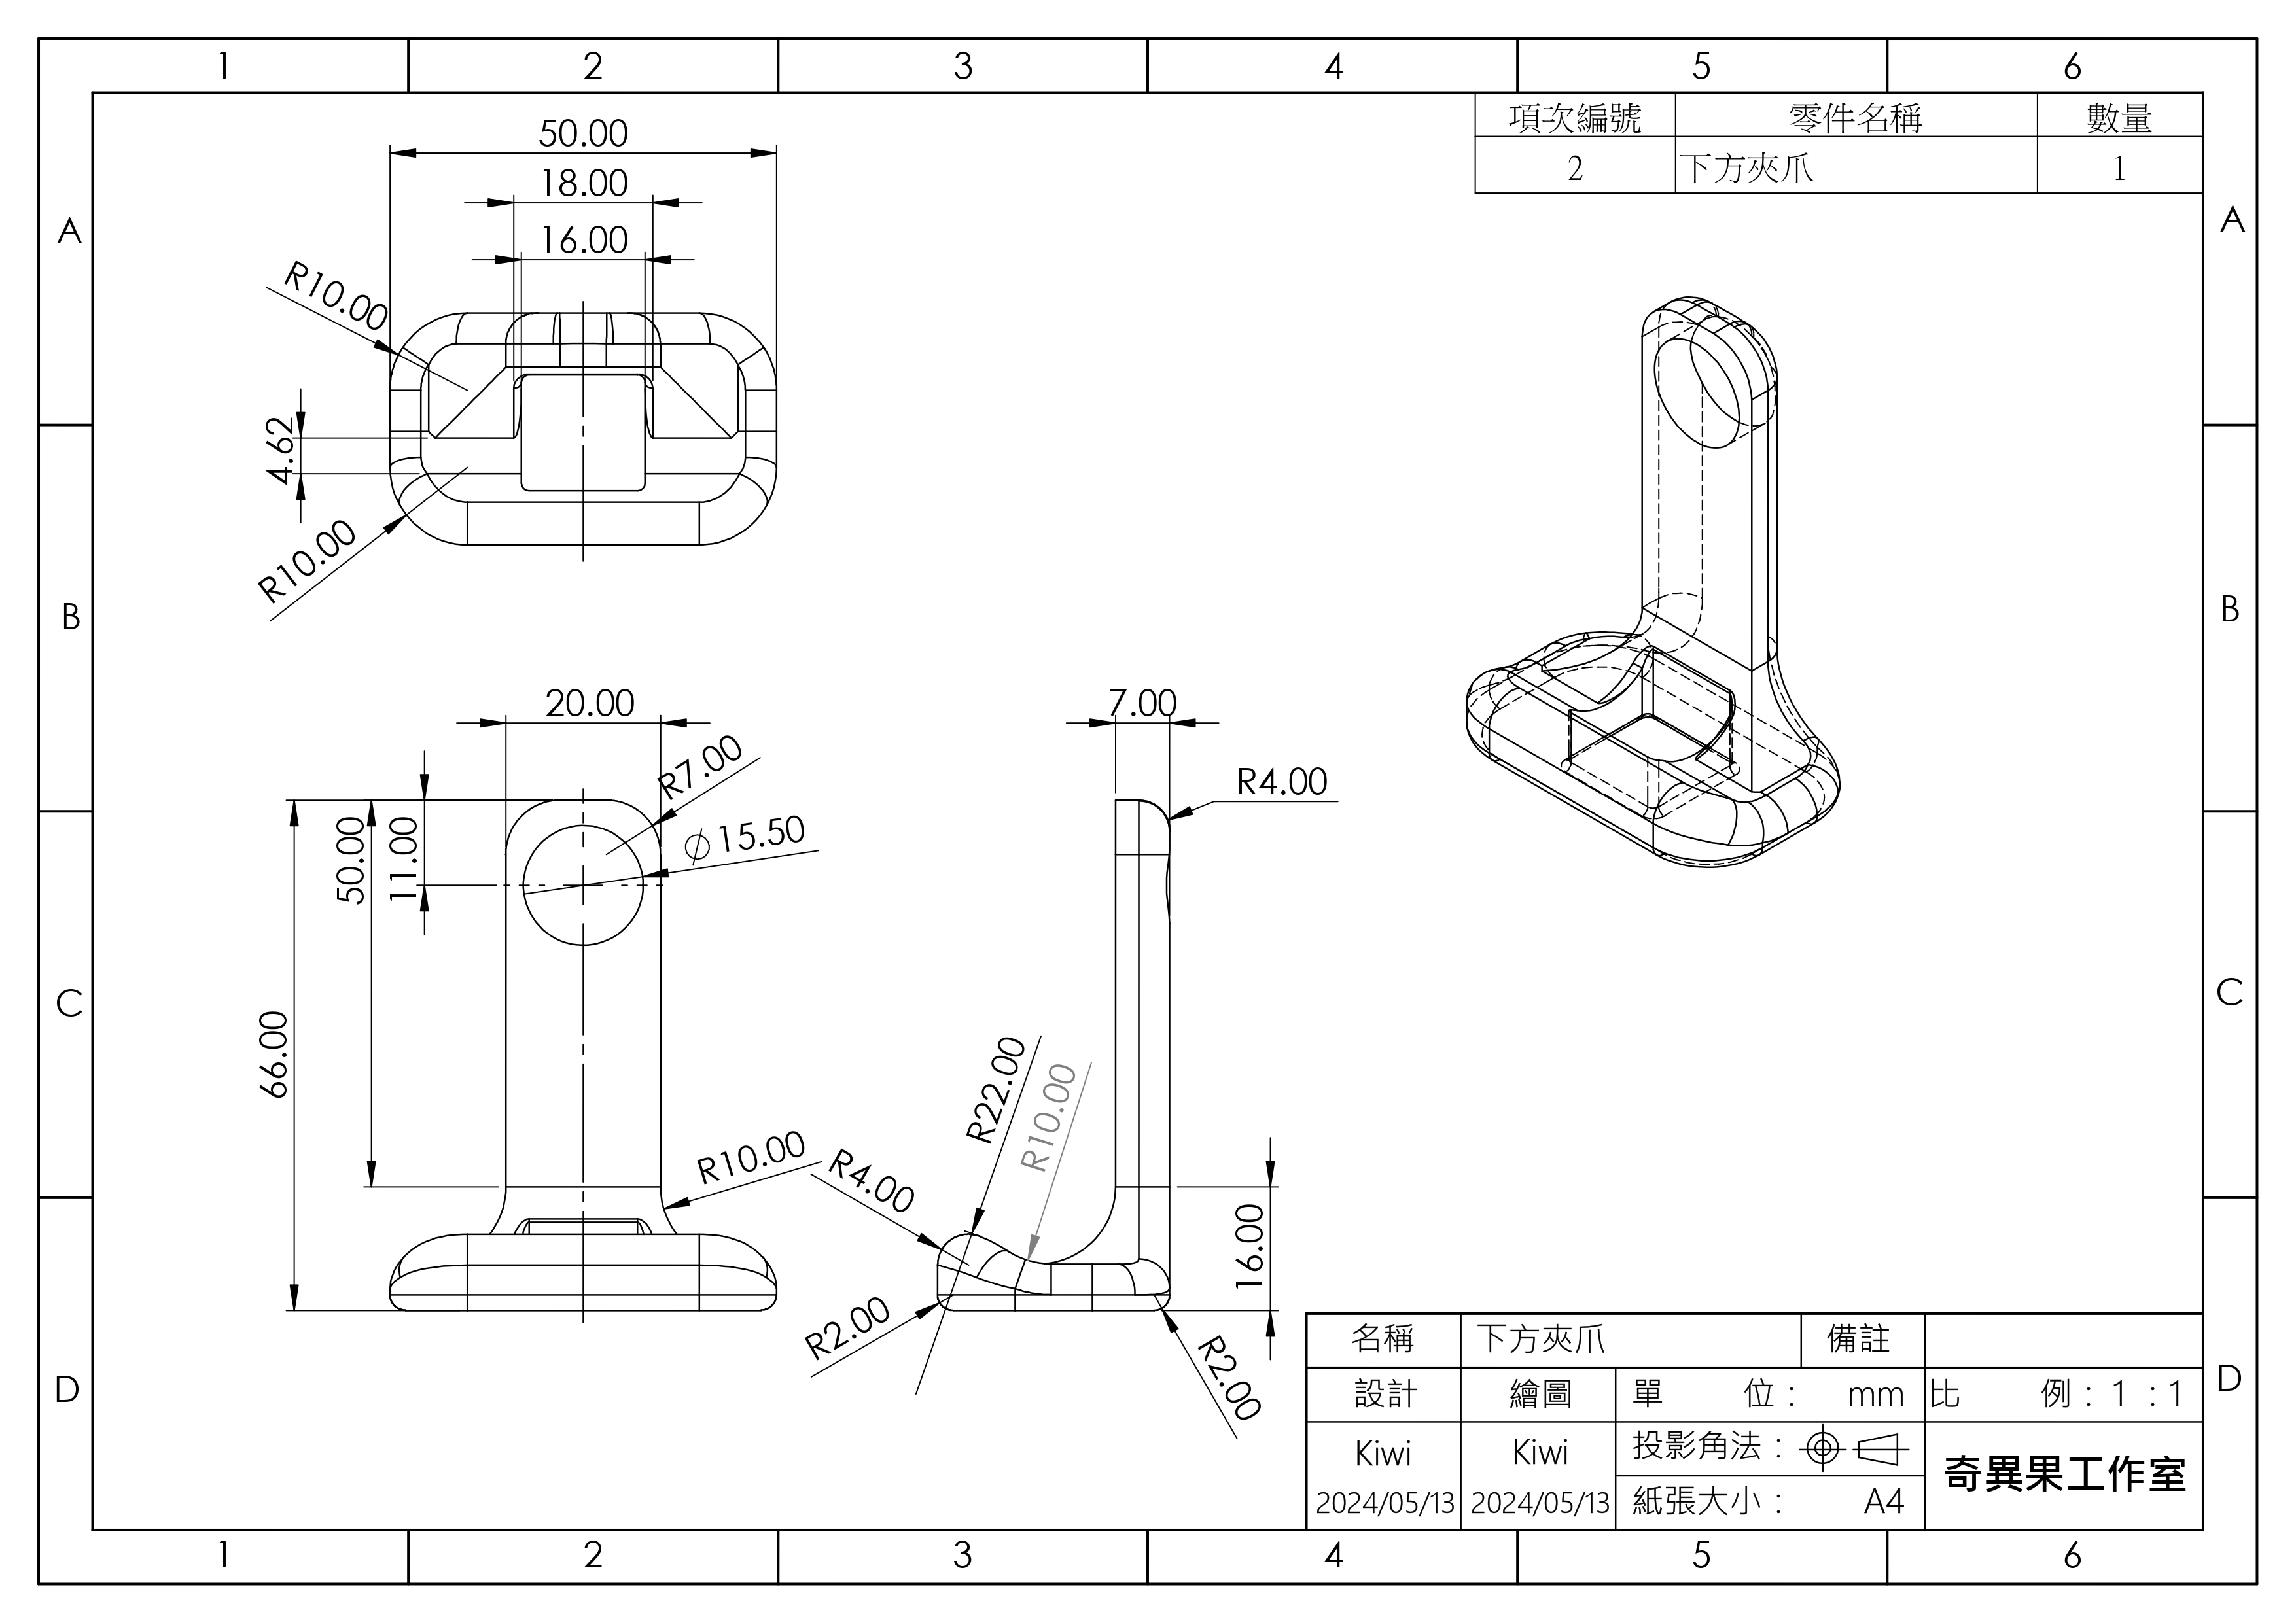 1 2 3 4 5 6
項次編號 零件名稱 數量
2 下方夾爪 1
A A
B B
C C
D D
50.00
18.00
16.00
R10.00
4.62
R10.00
20.00
R7.00
⌀ 15.50
11.00
50.00
66.00
R10.00
7.00
R4.00
R22.00
R10.00
R4.00
R2.00
16.00
R2.00
名稱 下方夾爪 備註
設計 繪圖 單 位： mm 比 例：1：1
Kiwi Kiwi 投影角法：
奇異果工作室
2024/05/13 2024/05/13 紙張大小： A4
1 2 3 4 5 6